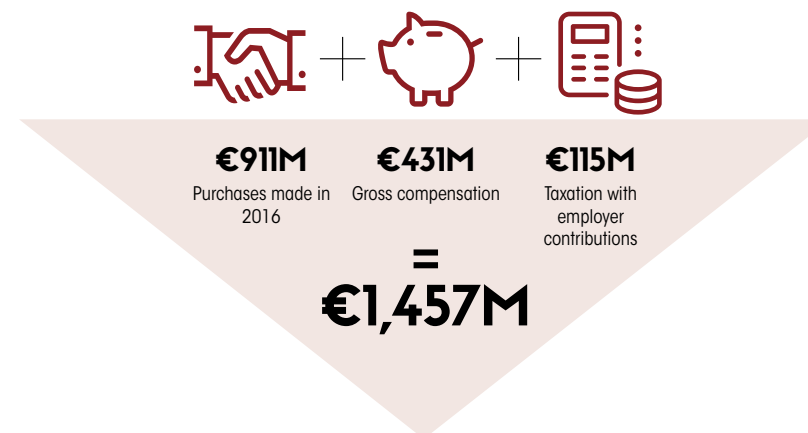 €911M
Purchases made in
2016
€431M
Gross compensation
€115M
Taxation with
employer
contributions
=
€1,457M